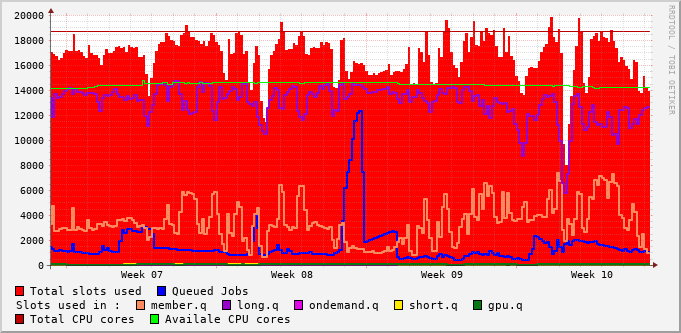 RRDTOOL / TOBI OETIKER
20000
18000
16000
14000
12000
10000
8000
6000
4000
2000
0
Week 07 Week 08 Week 09 Week 10
Total slots used Queued Jobs
Slots used in : member.q long.q ondemand.q short.q gpu.q
Total CPU cores Availale CPU cores